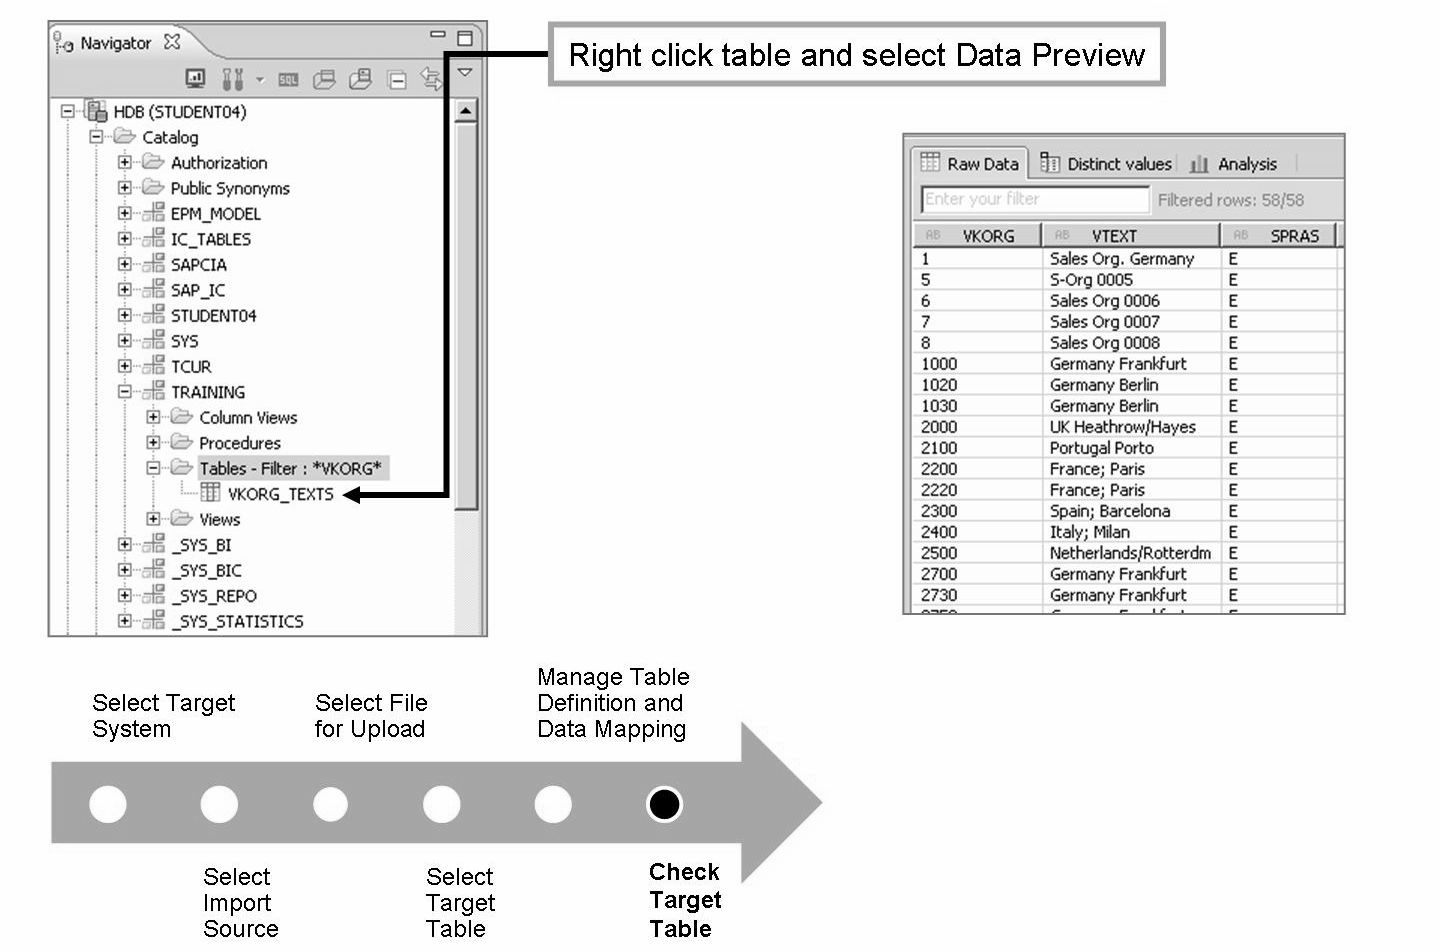 Navigator
Right click table and select Data Preview
SQL
HDB (STUDENT04)
Catalog
Authorization
Public Synonyms
EPM_MODEL
IC_TABLES
SAPCIA
SAP_IC
STUDENT04
SYS
TCUR
TRAINING
Column Views
Procedures
Tables - Filter : *VKORG*
VKORG_TEXTS
Views
_SYS_BI
_SYS_BIC
_SYS_REPO
_SYS_STATISTICS
Raw Data Distinct values Analysis
Enter your filter Filtered rows: 58/58
AB VKORG AB VTEXT AB SPRAS
1 Sales Org. Germany E
5 S-Org 0005 E
6 Sales Org 0006 E
7 Sales Org 0007 E
8 Sales Org 0008 E
1000 Germany Frankfurt E
1020 Germany Berlin E
1030 Germany Berlin E
2000 UK Heathrow/Hayes E
2100 Portugal Porto E
2200 France; Paris E
2220 France; Paris E
2300 Spain; Barcelona E
2400 Italy; Milan E
2500 Netherlands/Rotterdm E
2700 Germany Frankfurt E
2730 Germany Frankfurt E
Select Target
System
Select File
for Upload
Manage Table
Definition and
Data Mapping
Select
Import
Source
Select
Target
Table
Check
Target
Table